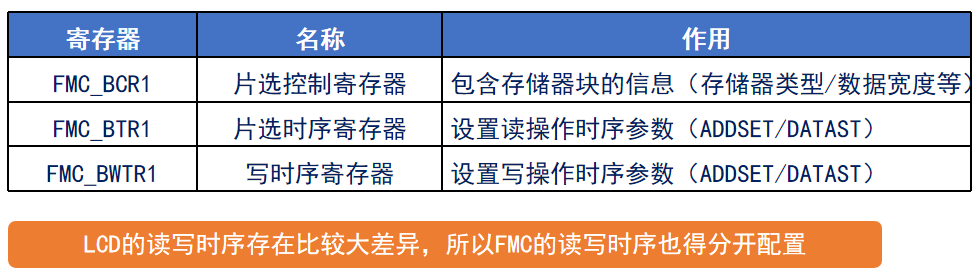 寄存器 名称 作用
FMC_BCR1 片选控制寄存器 包含存储器块的信息（存储器类型/数据宽度等）
FMC_BTR1 片选时序寄存器 设置读操作时序参数（ADDSET/DATAST）
FMC_BWTR1 写时序寄存器 设置写操作时序参数（ADDSET/DATAST）
LCD的读写时序存在比较大差异，所以FMC的读写时序也得分开配置